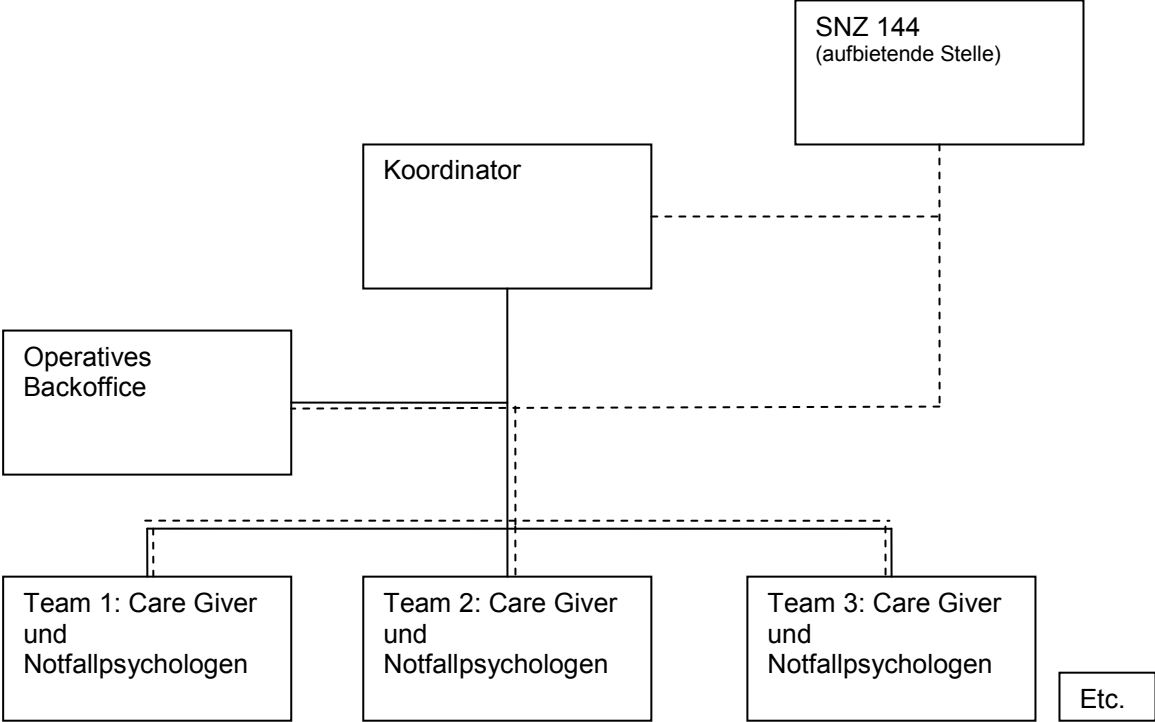 SNZ 144
(aufbietende Stelle)
Koordinator
Operatives
Backoffice
Team 1: Care Giver
und
Notfallpsychologen
Team 2: Care Giver
und
Notfallpsychologen
Team 3: Care Giver
und
Notfallpsychologen
Etc.